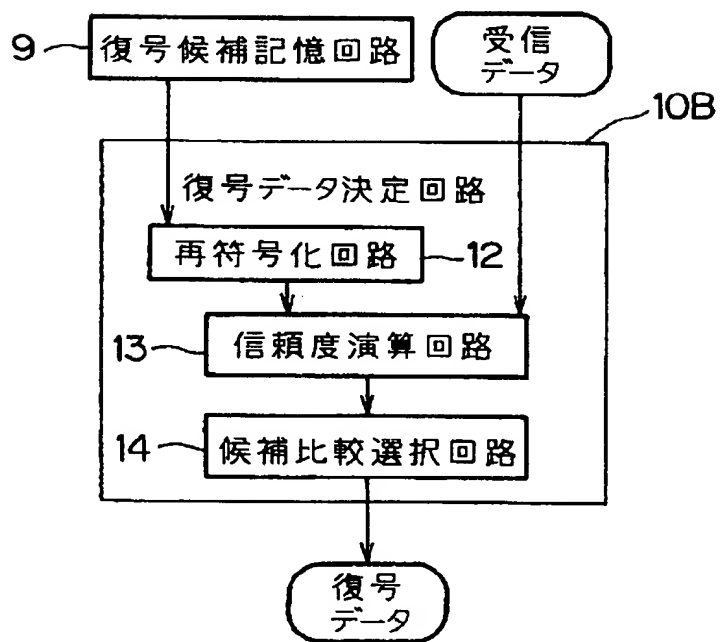 9
復号候補記憶回路
受信
データ
10B
復号データ決定回路
再符号化回路
12
13
信頼度演算回路
14
候補比較選択回路
復号
データ